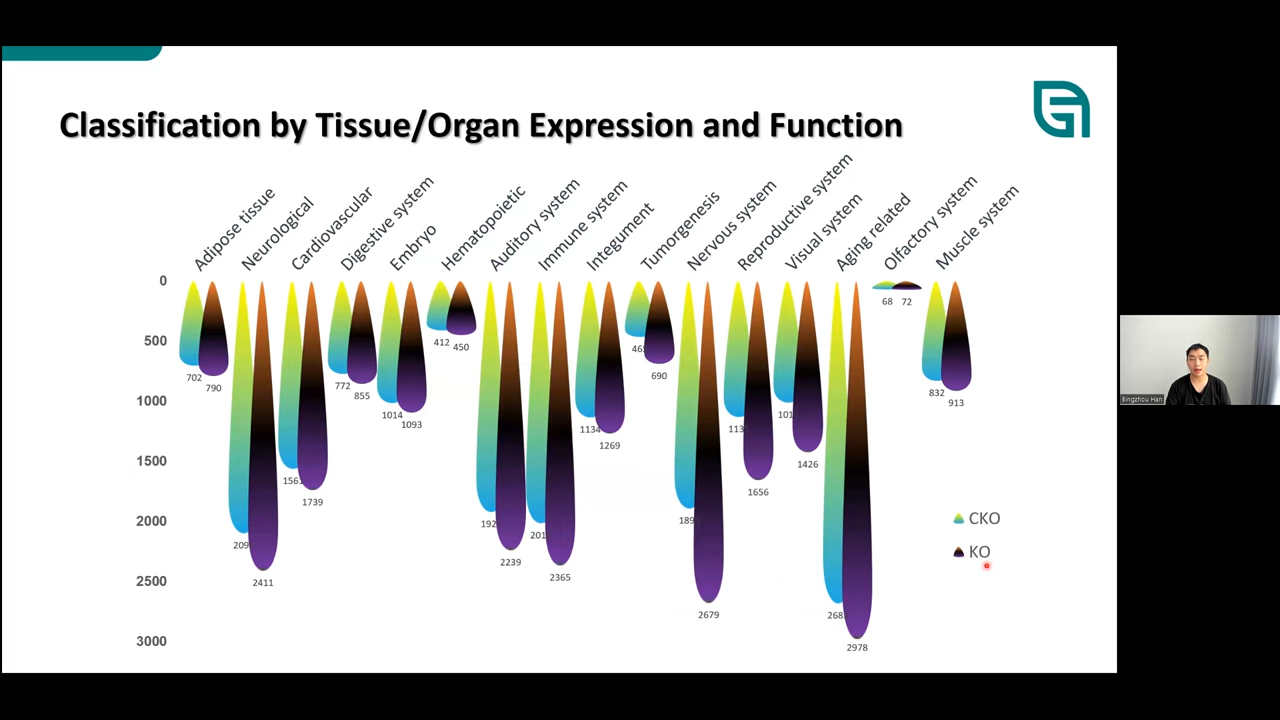 Classification by Tissue/Organ Expression and Function
Adipose tissue
Neurological
Cardiovascular
Digestive system
Embryo
Hematopoietic
Auditory system
Immune system
Integument
Tumorgenesis
Nervous system
Reproductive system
Visual system
Aging related
Olfactory system
Muscle system
0
500
1000
1500
2000
2500
3000
702
790
2411
1739
772
855
1014
1093
412
450
2239
2365
1134
1269
690
2679
1656
1426
2978
68
72
832
913
CKO
KO
Bingzhou Han